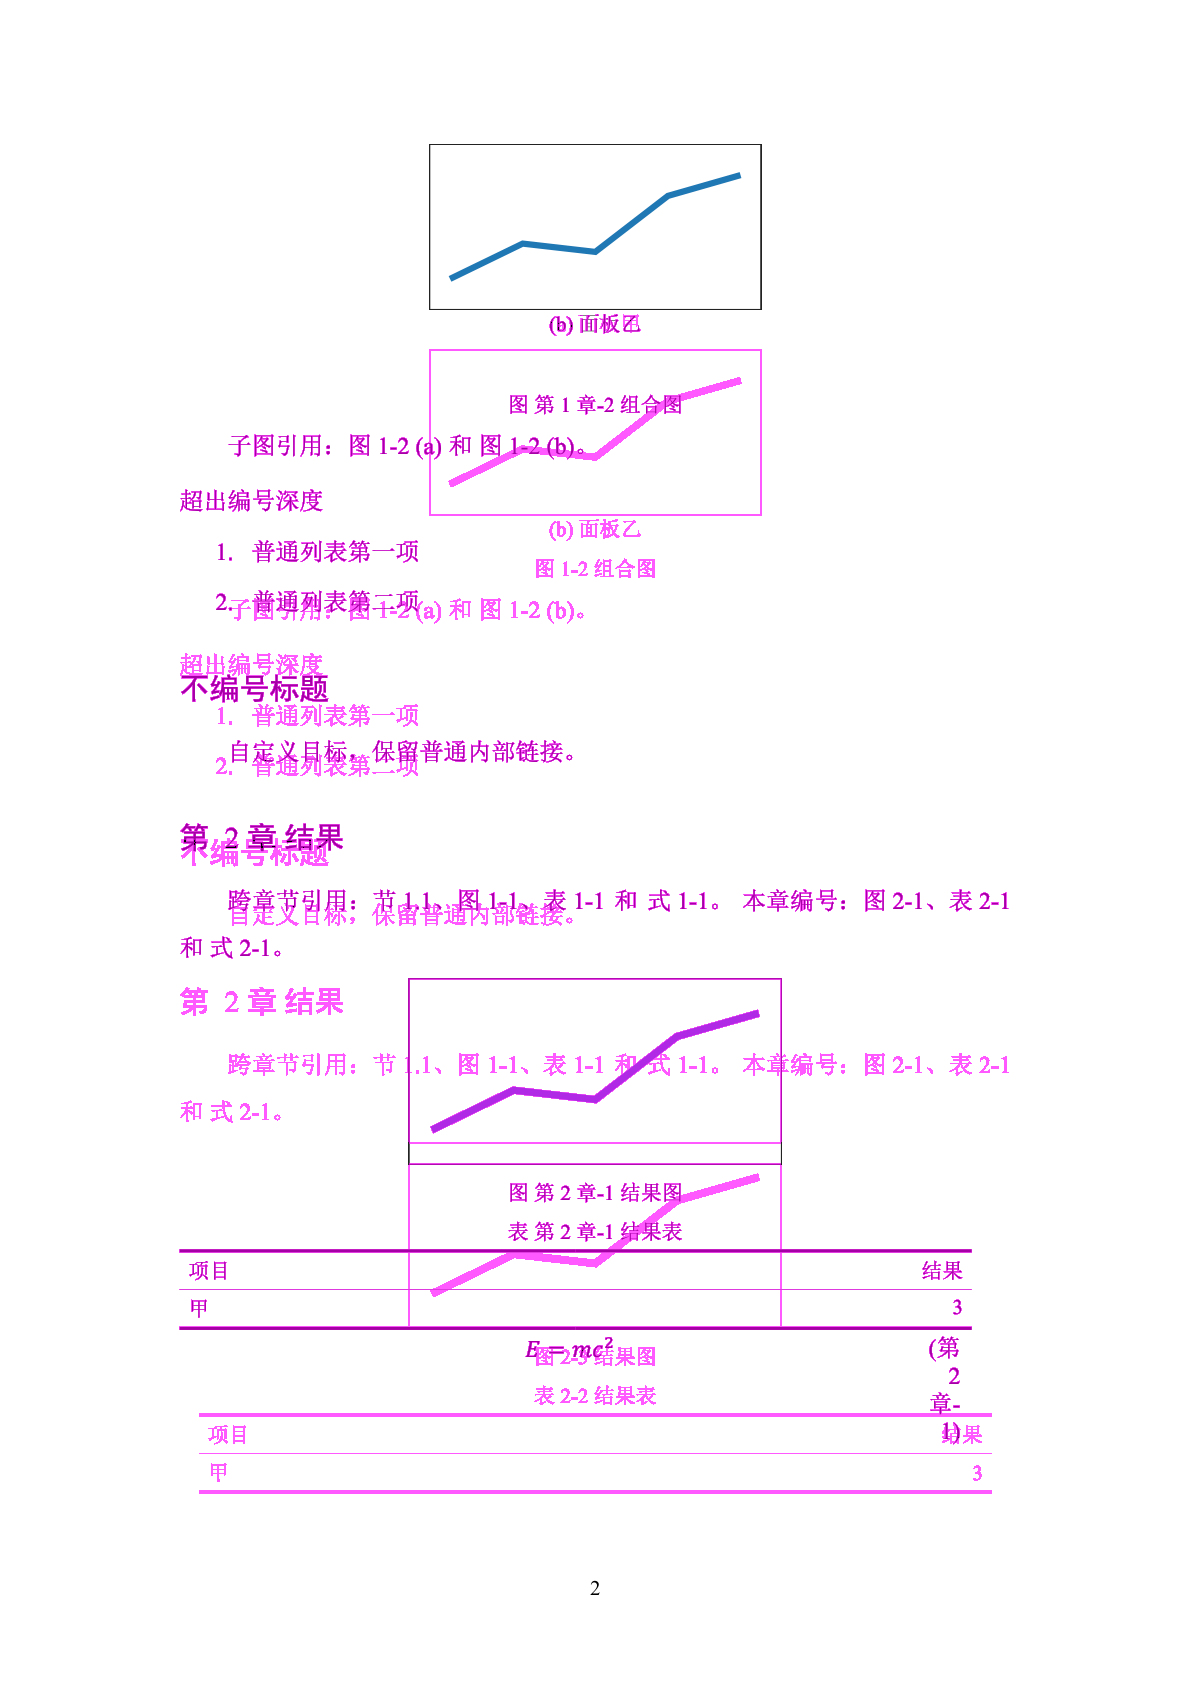 (b) 面板乙
图 第 1 章-2 组合图
子图引用：图 1-2 (a) 和 图 1-2 (b)。
超出编号深度
(b) 面板乙
1. 普通列表第一项
图 1-2 组合图
2. 普通列表第二项
子图引用：图 1-2 (a) 和 图 1-2 (b)。
超出编号深度
不编号标题
1. 普通列表第一项
自定义目标，保留普通内部链接。
2. 普通列表第二项
第 2 章 结果
不编号标题
跨章节引用：节 1.1、图 1-1、表 1-1 和 式 1-1。 本章编号：图 2-1、表 2-1
自定义目标，保留普通内部链接。
和 式 2-1。
第 2 章 结果
跨章节引用：节 1.1、图 1-1、表 1-1 和 式 1-1。 本章编号：图 2-1、表 2-1
和 式 2-1。
图 第 2 章-1 结果图
表 第 2 章-1 结果表
项目 结果
甲 3
E = mc² (第
2
章-
1)
图 2-3 结果图
表 2-2 结果表
项目 结果
甲 3
2